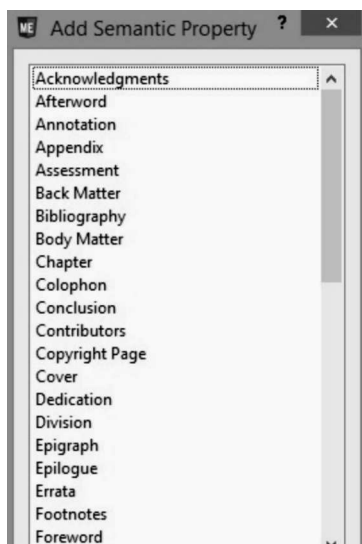 ME Add Semantic Property ? ×
Acknowledgments
Afterword
Annotation
Appendix
Assessment
Back Matter
Bibliography
Body Matter
Chapter
Colophon
Conclusion
Contributors
Copyright Page
Cover
Dedication
Division
Epigraph
Epilogue
Errata
Footnotes
Foreword